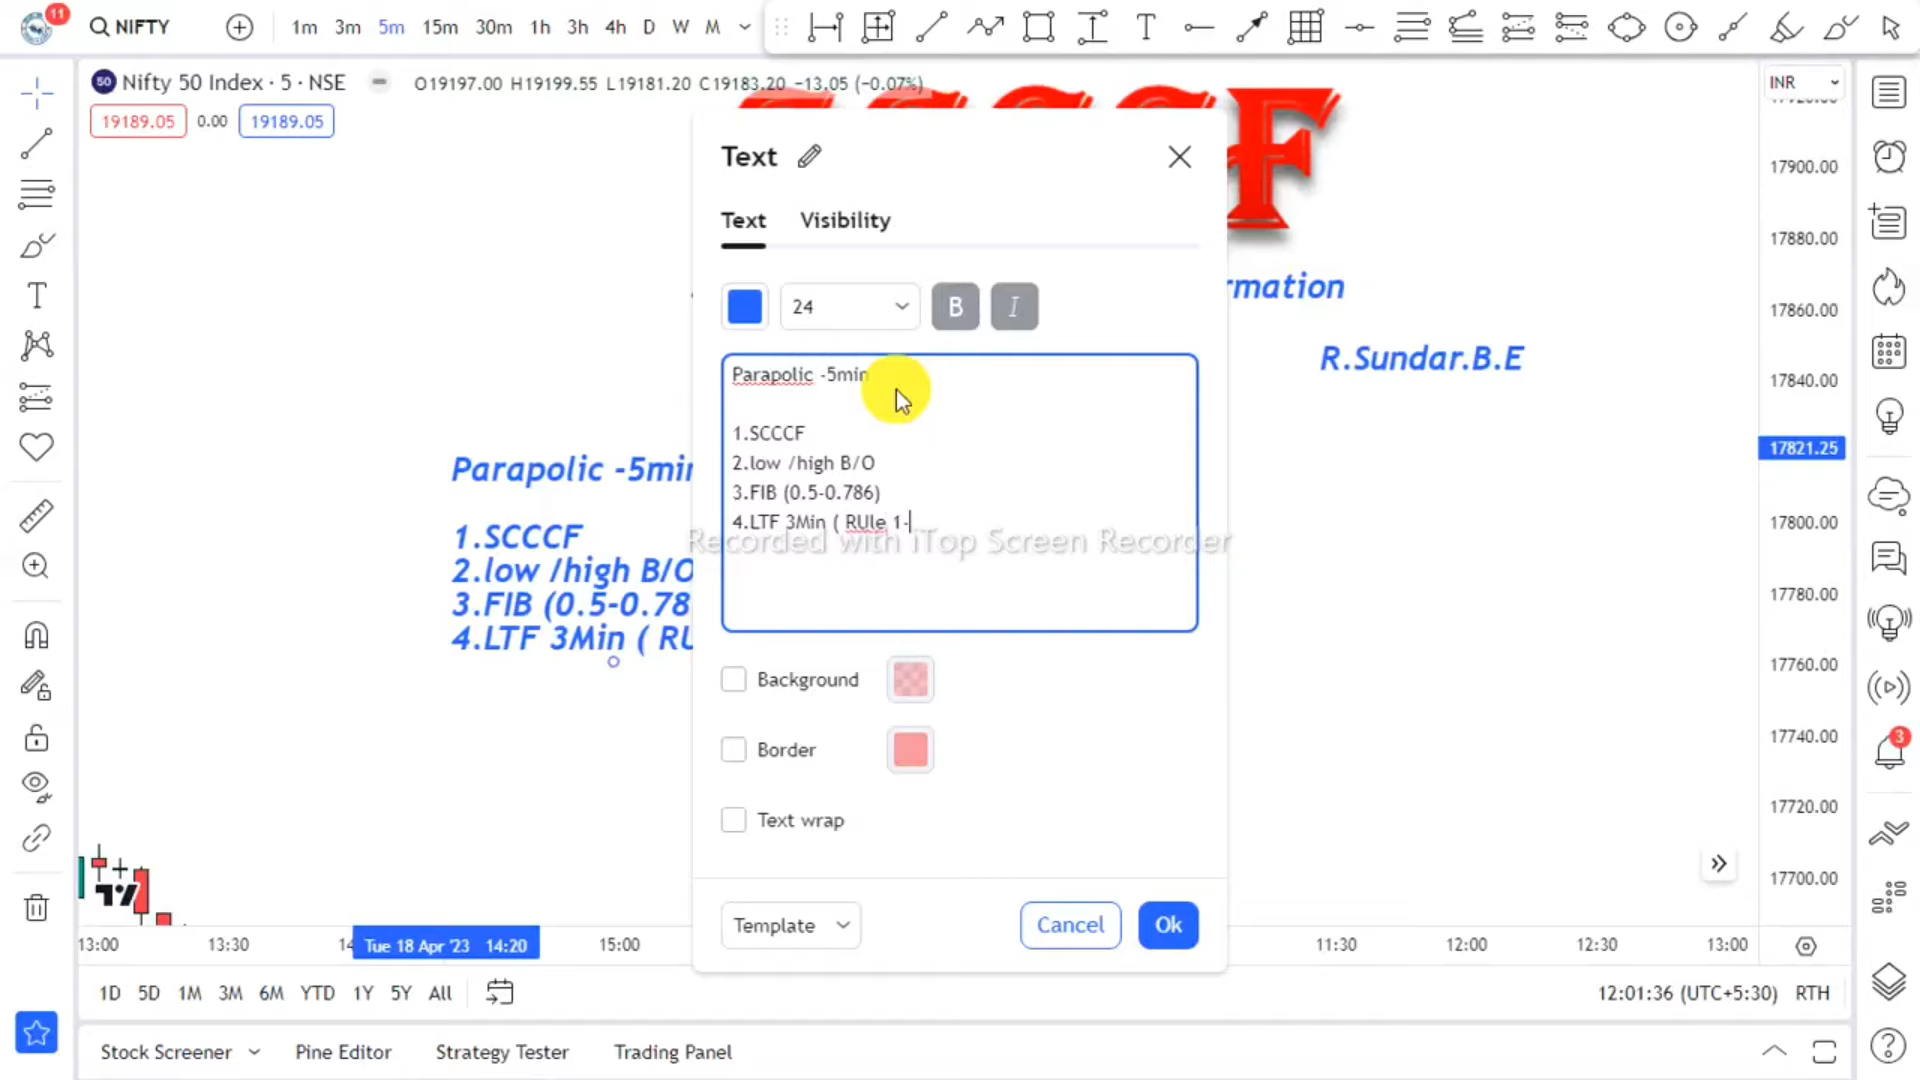 11
NIFTY
1m 3m 5m 15m 30m 1h 3h 4h D W M
T
50 Nifty 50 Index · 5 · NSE
O19197.00 H19199.55 L19181.20 C19183.20 −13.05 (−0.07%)
INR
19189.05 0.00 19189.05
F
rmation
R.Sundar.B.E
Text
Text Visibility
24 B I
Parapolic -5min
1.SCCCF
2.low /high B/O
3.FIB (0.5-0.786)
4.LTF 3Min ( RUle 1-
Recorded with iTop Screen Recorder
Background
Border
Text wrap
Template Cancel Ok
Parapolic -5min
1.SCCCF
2.low /high B/O
3.FIB (0.5-0.78
4.LTF 3Min ( RU
17900.00
17880.00
17860.00
17840.00
17821.25
17800.00
17780.00
17760.00
17740.00
17720.00
17700.00
3
13:00 13:30 14 Tue 18 Apr '23 14:20 15:00 11:30 12:00 12:30 13:00
1D 5D 1M 3M 6M YTD 1Y 5Y All
12:01:36 (UTC+5:30) RTH
Stock Screener Pine Editor Strategy Tester Trading Panel